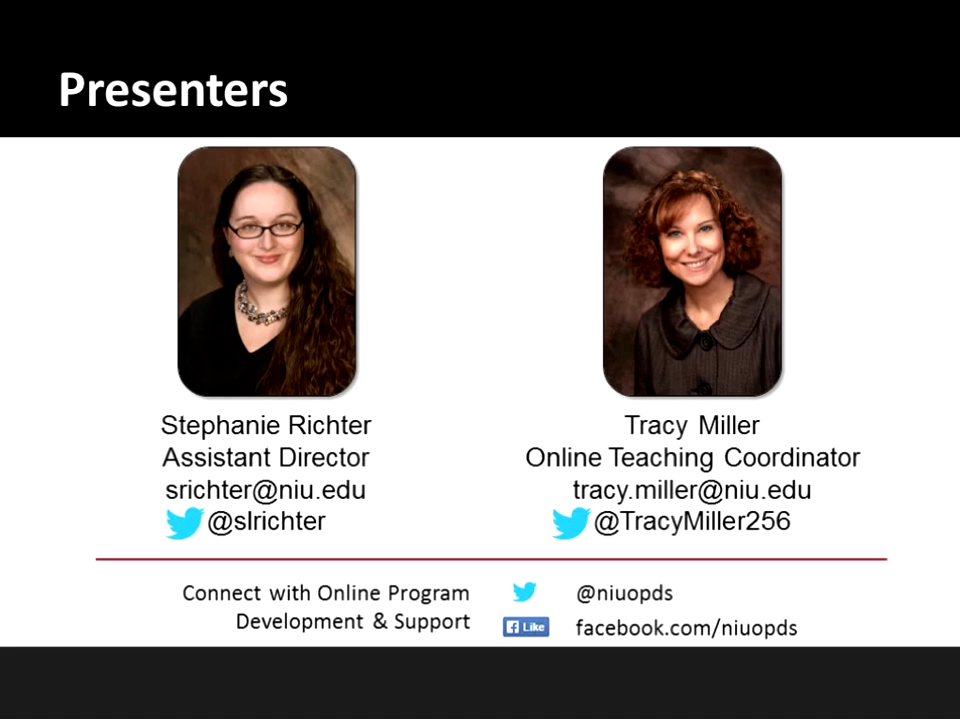 Presenters
Stephanie Richter
Assistant Director
srichter@niu.edu
@slrichter
Tracy Miller
Online Teaching Coordinator
tracy.miller@niu.edu
@TracyMiller256
Connect with Online Program
Development & Support
@niuopds
Like
facebook.com/niuopds